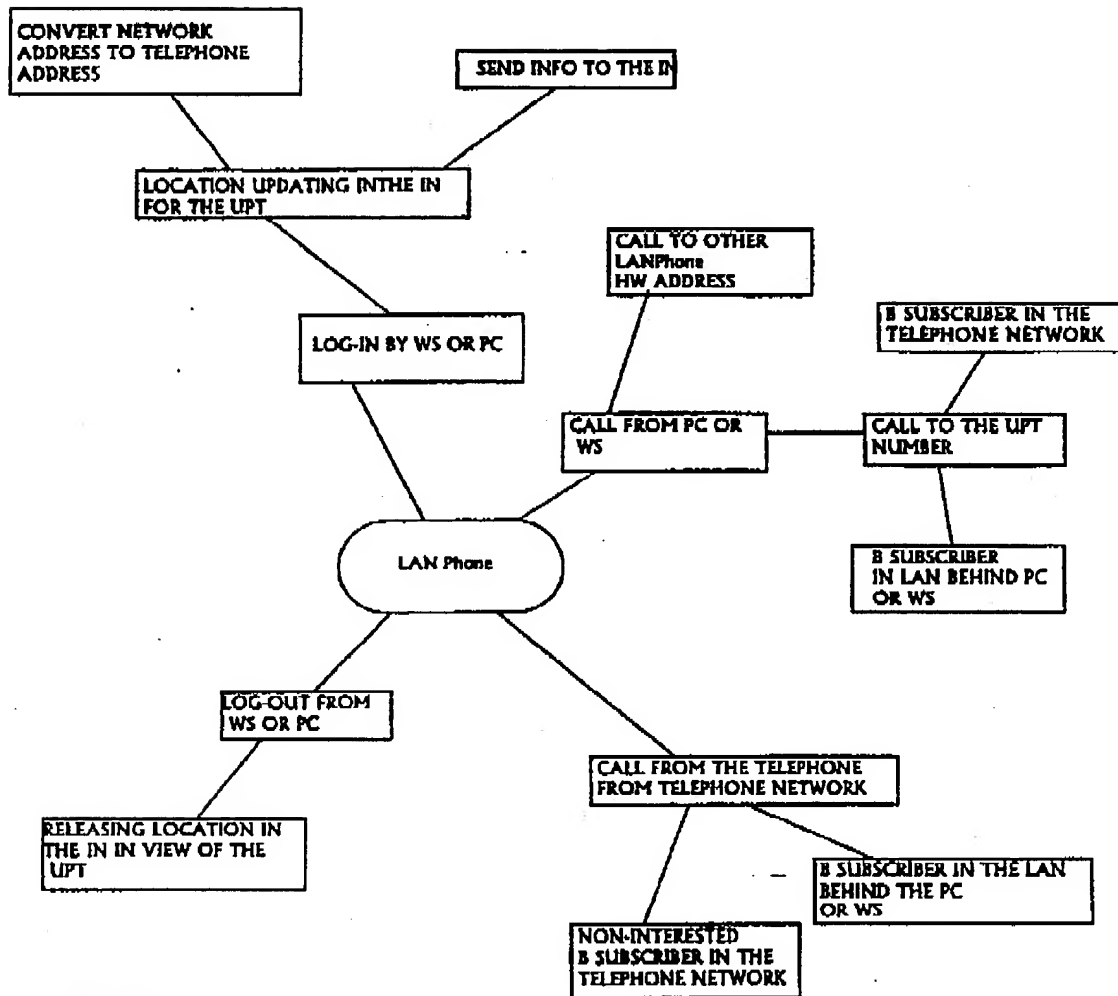 CONVERT NETWORK
ADDRESS TO TELEPHONE
ADDRESS
SEND INFO TO THE IN
LOCATION UPDATING INTHE IN
FOR THE UPT
CALL TO OTHER
LANPhone
HW ADDRESS
LOG-IN BY WS OR PC
B SUBSCRIBER IN THE
TELEPHONE NETWORK
CALL FROM PC OR
WS
CALL TO THE UPT
NUMBER
LAN Phone
B SUBSCRIBER
IN LAN BEHIND PC
OR WS
LOG-OUT FROM
WS OR PC
CALL FROM THE TELEPHONE
FROM TELEPHONE NETWORK
RELEASING LOCATION IN
THE IN IN VIEW OF THE
UPT
B SUBSCRIBER IN THE LAN
BEHIND THE PC
OR WS
NON-INTERESTED
B SUBSCRIBER IN THE
TELEPHONE NETWORK